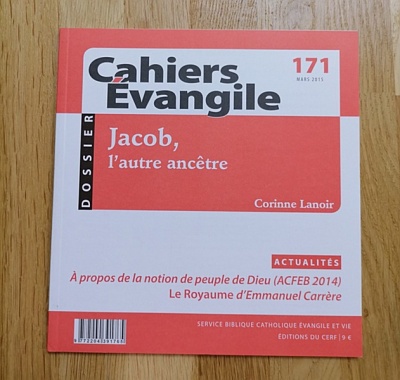 Cahiers
Évangile
171
MARS 2015
DOSSIER
Jacob,
l'autre ancêtre
Corinne Lanoir
ACTUALITÉS
À propos de la notion de peuple de Dieu (ACFEB 2014)
Le Royaume d'Emmanuel Carrère
SERVICE BIBLIQUE CATHOLIQUE ÉVANGILE ET VIE
ÉDITIONS DU CERF | 9 €